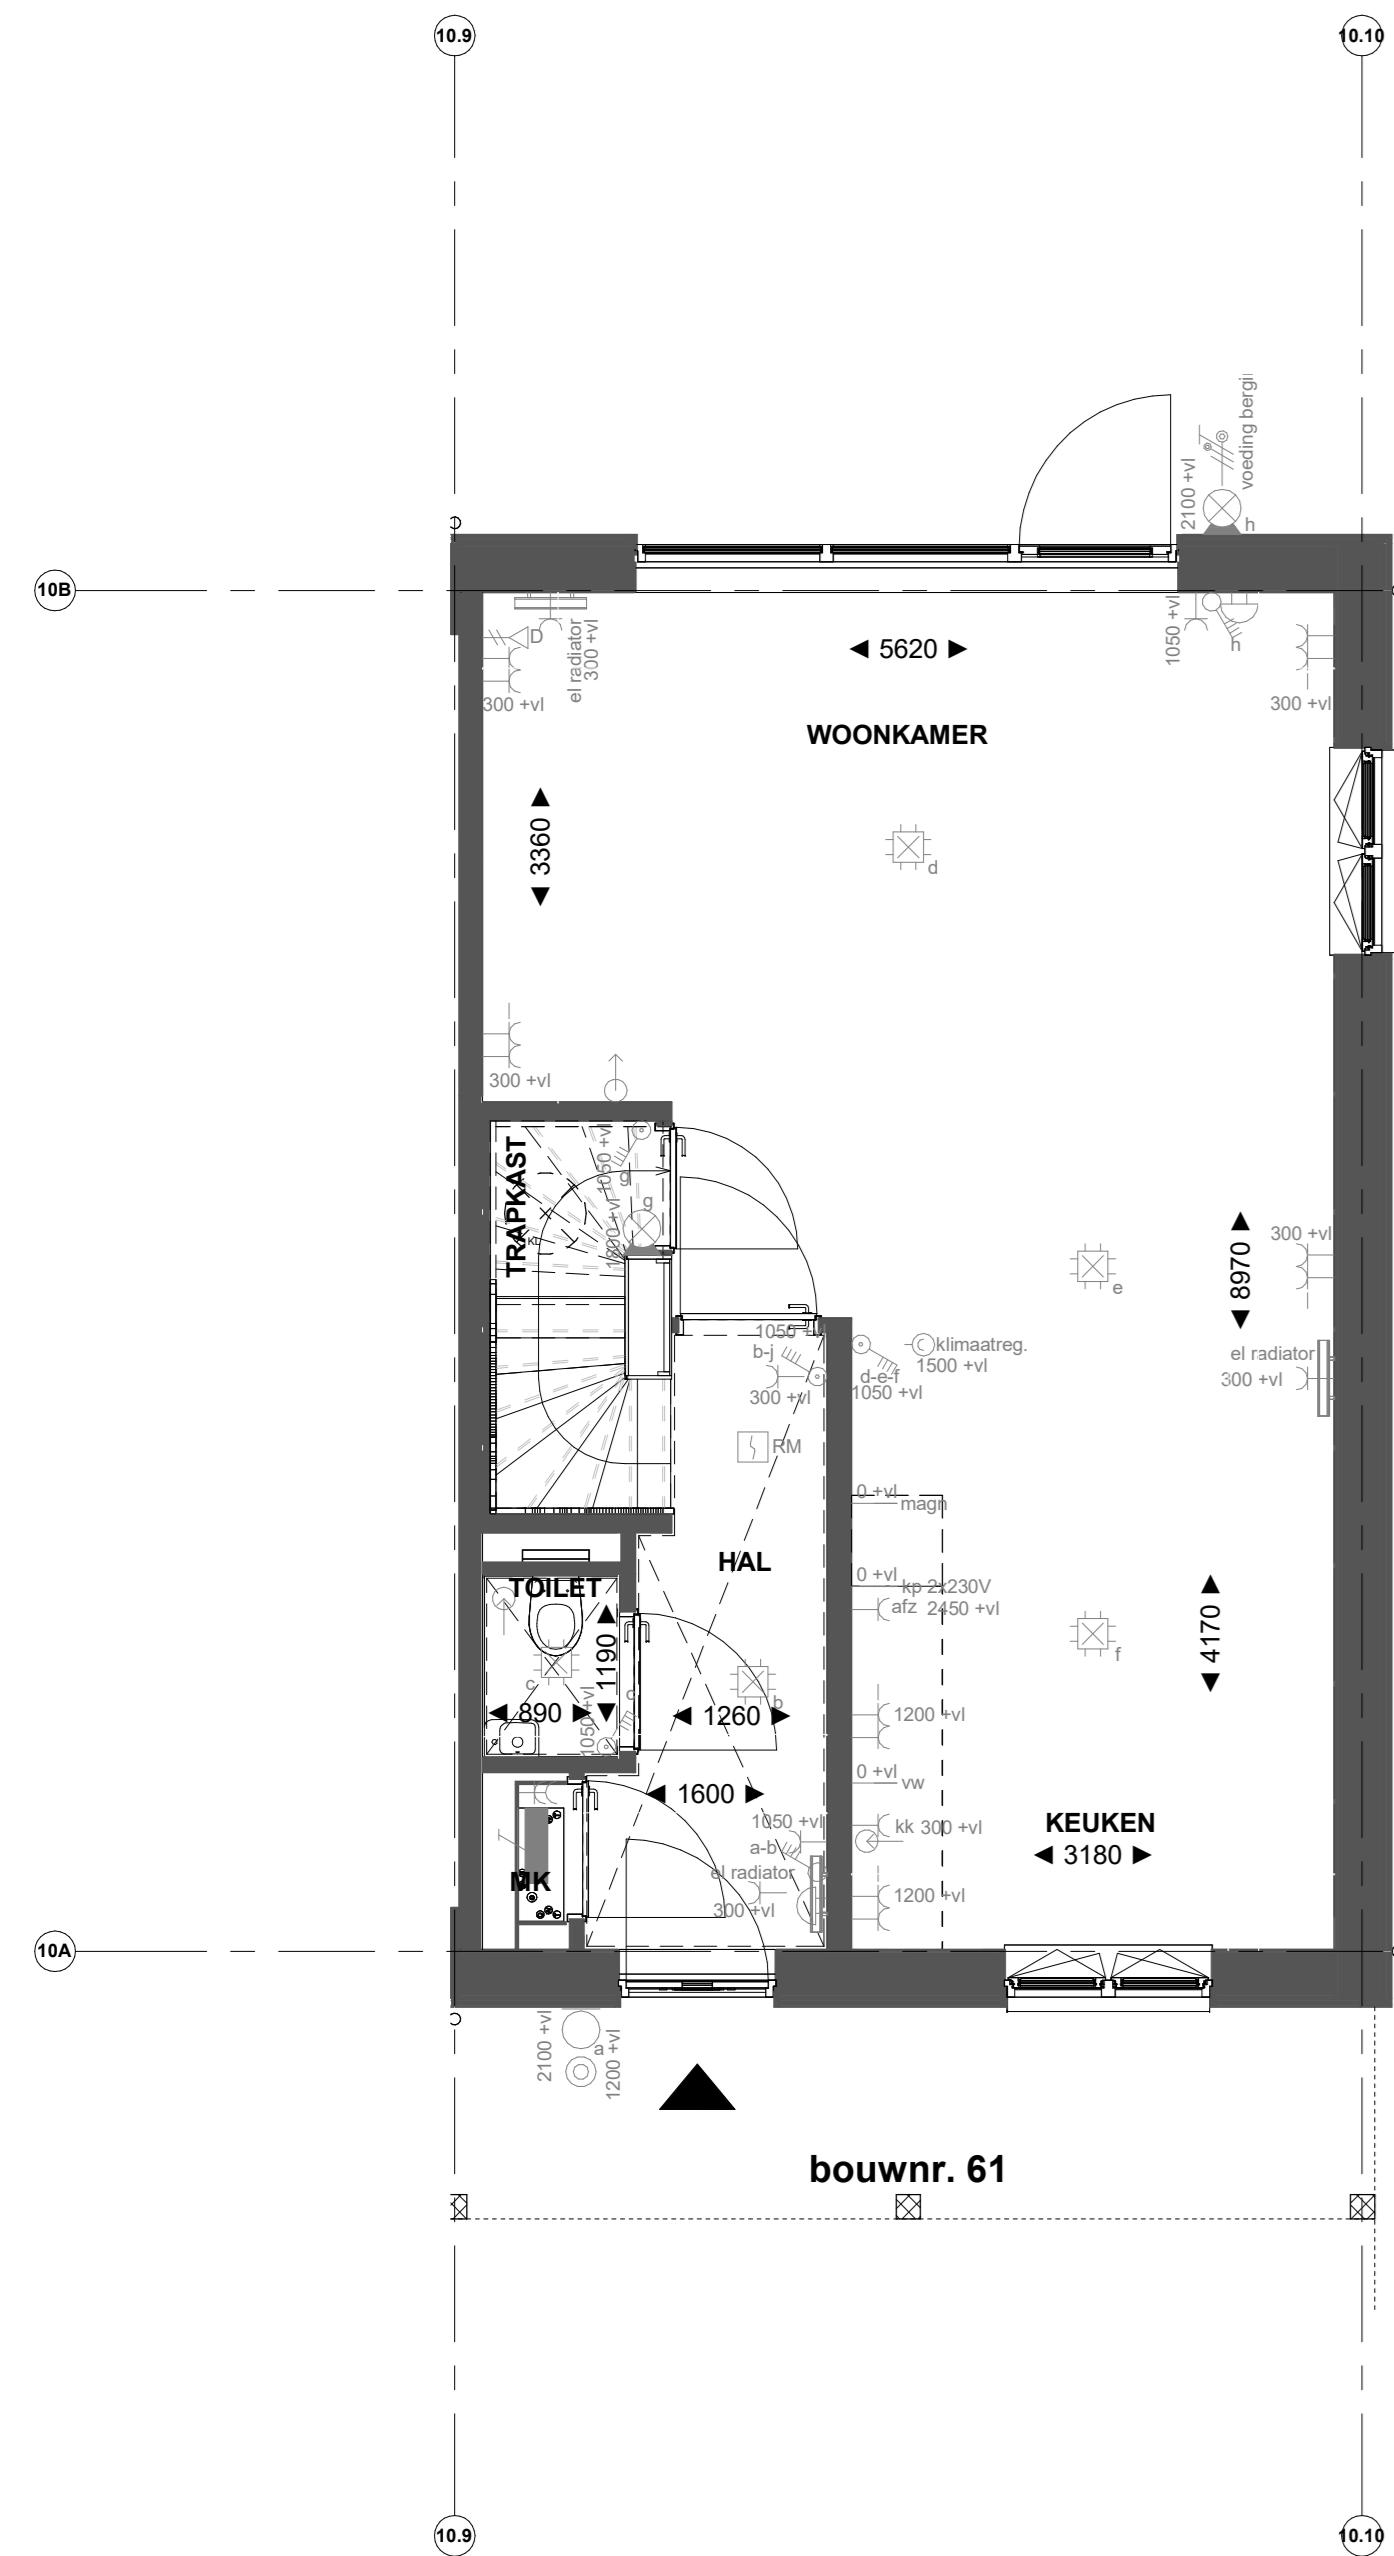 10.9
10.10
voeding bergi
2100 +vl
h
10B
D
el radiator
300 +vl
300 +vl
5620
1050 +vl
h
300 +vl
WOONKAMER
3360
d
300 +vl
TRAPKAST
1050 +vl
g
g
1800 +vl
KL
8970
300 +vl
e
1050 +vl
b-j
300 +vl
klimaatreg.
1500 +vl
d-e-f
1050 +vl
el radiator
300 +vl
RM
0 +vl
magn
HAL
0 +vl
kp 2x230V
afz 2450 +vl
TOILET
1190
c
c
890
1050 +vl
b
1260
f
4170
1200 +vl
1600
0 +vl
vw
1050 +vl
a-b
kk 300 +vl
KEUKEN
3180
el radiator
300 +vl
1200 +vl
MK
10A
2100 +vl
a
1200 +vl
bouwnr. 61
10.9
10.10